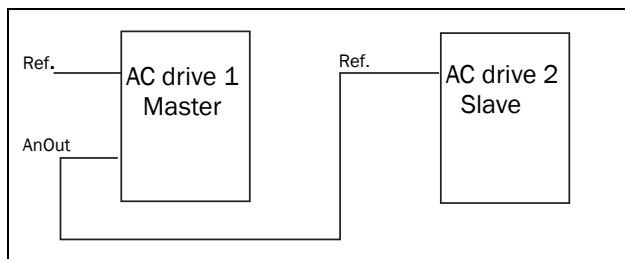 Ref.
AC drive 1
Master
AnOut
Ref.
AC drive 2
Slave